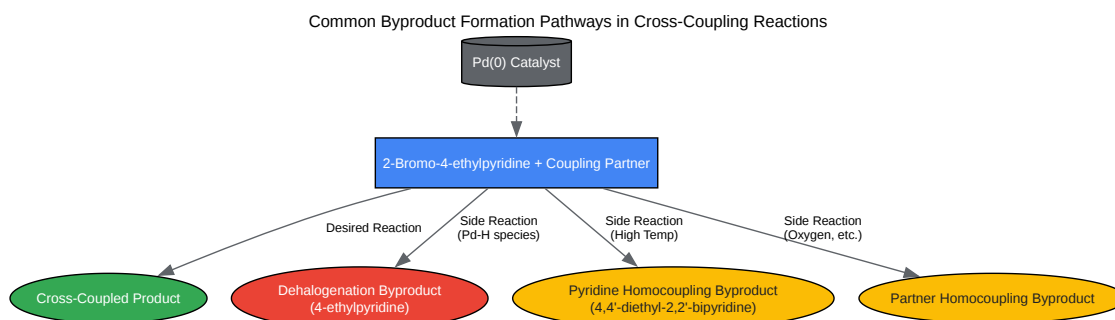 Common Byproduct Formation Pathways in Cross-Coupling Reactions
Pd(0) Catalyst
2-Bromo-4-ethylpyridine + Coupling Partner
Desired Reaction
Side Reaction
(Pd-H species)
Side Reaction
(High Temp)
Side Reaction
(Oxygen, etc.)
Cross-Coupled Product
Dehalogenation Byproduct
(4-ethylpyridine)
Pyridine Homocoupling Byproduct
(4,4'-diethyl-2,2'-bipyridine)
Partner Homocoupling Byproduct